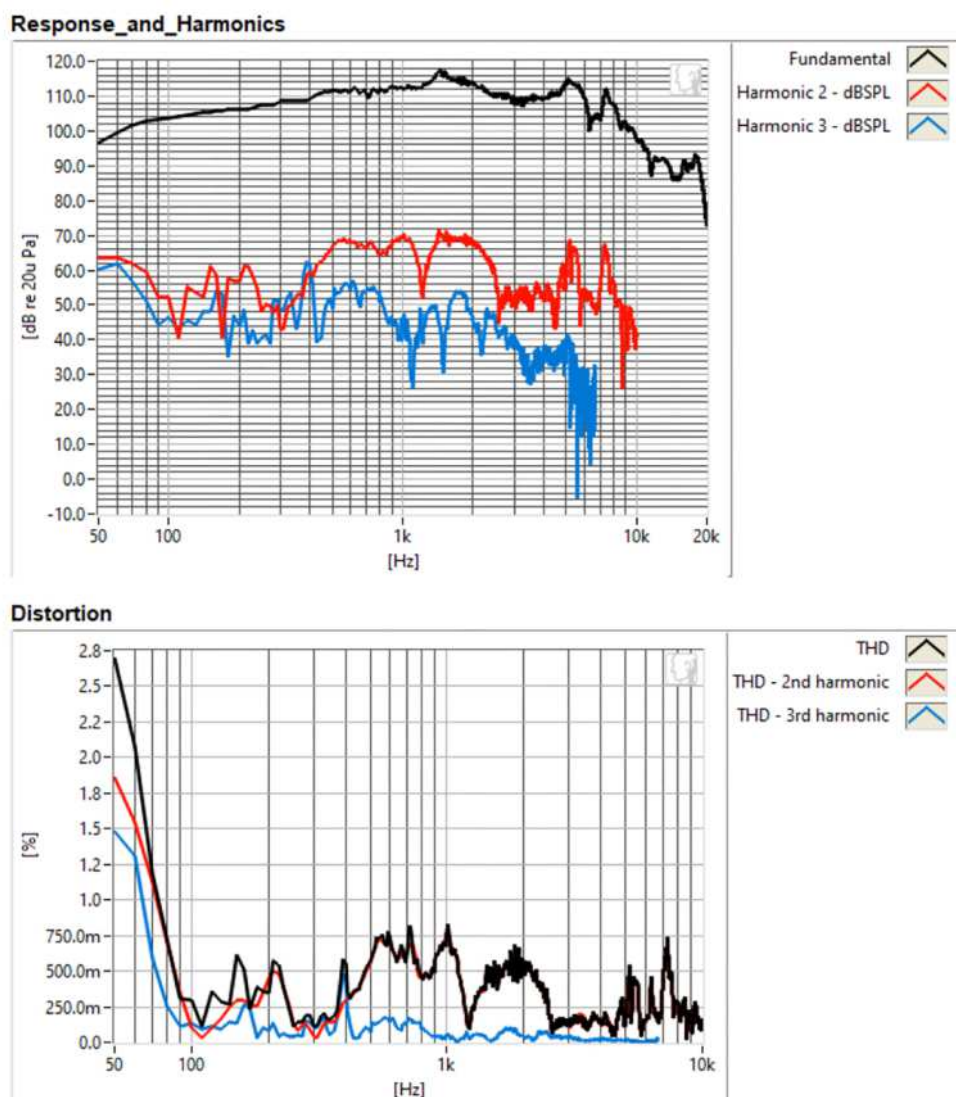 Response_and_Harmonics
120.0
110.0
100.0
90.0
80.0
70.0
60.0
50.0
40.0
30.0
20.0
10.0
0.0
-10.0
[dB re 20u Pa]
50
100
1k
10k
20k
[Hz]
Fundamental
Harmonic 2 - dBSPL
Harmonic 3 - dBSPL
Distortion
2.8
2.5
2.2
2.0
1.8
1.5
1.2
1.0
750.0m
500.0m
250.0m
0.0
[%]
50
100
1k
10k
[Hz]
THD
THD - 2nd harmonic
THD - 3rd harmonic